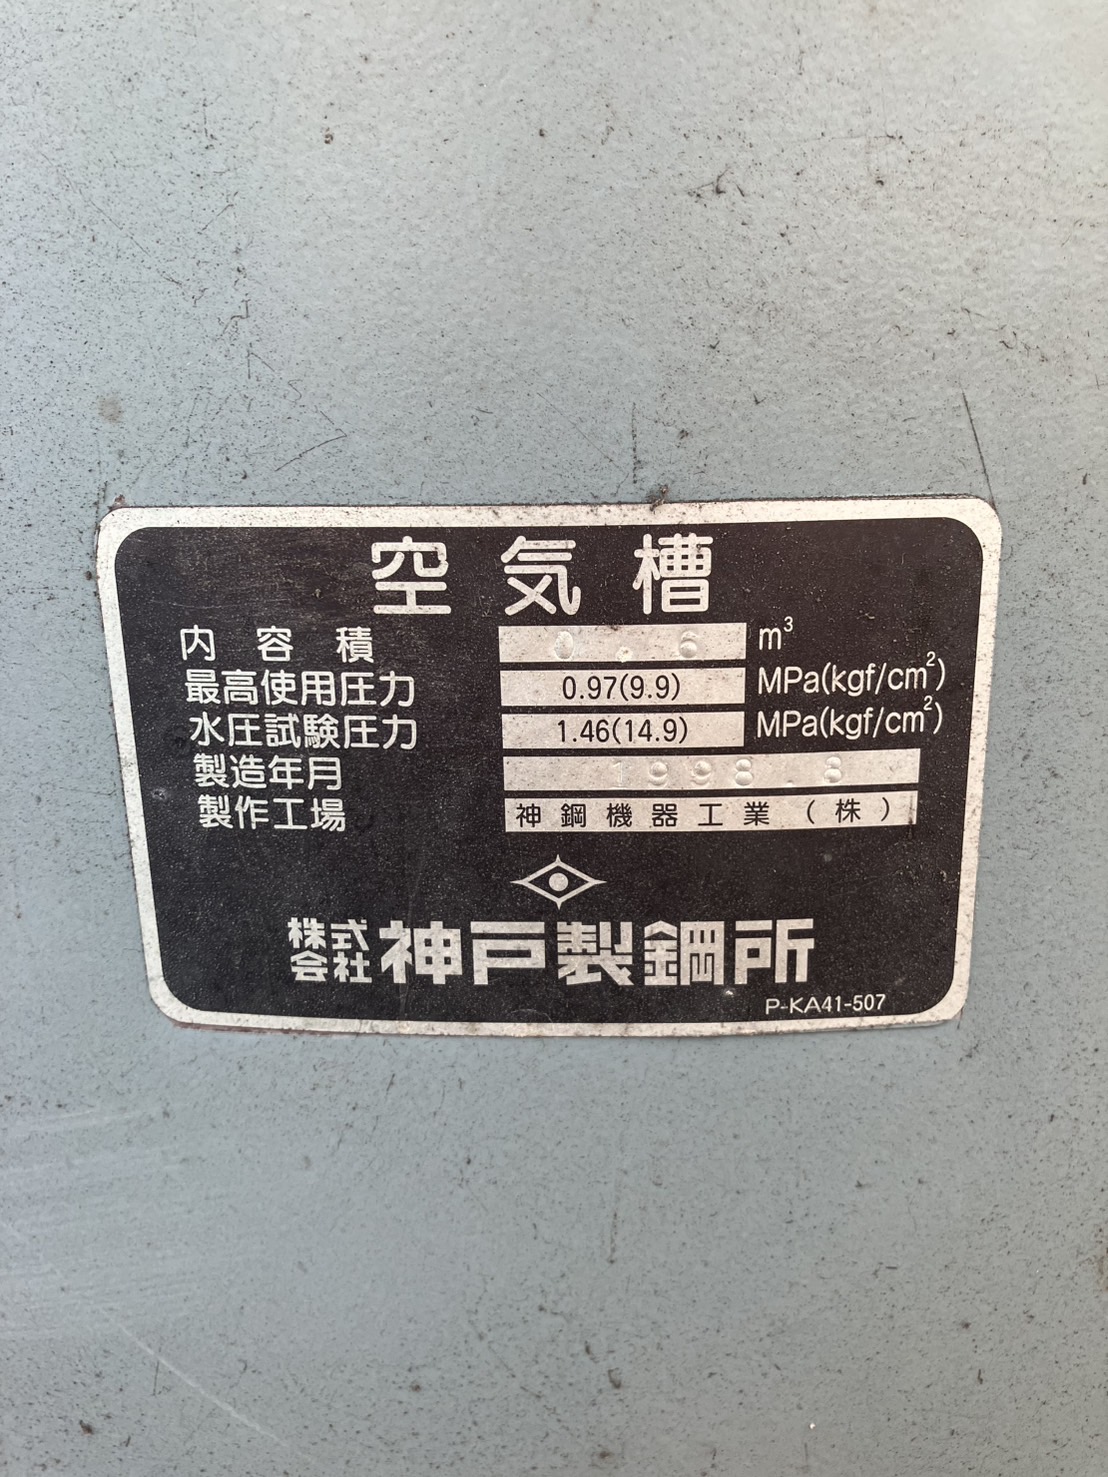 空気槽
内容積 0.6 m³
最高使用圧力 0.97(9.9) MPa(kgf/cm²)
水圧試験圧力 1.46(14.9) MPa(kgf/cm²)
製造年月 1998.8
製作工場 神鋼機器工業(株)
株式会社 神戸製鋼所
P-KA41-507